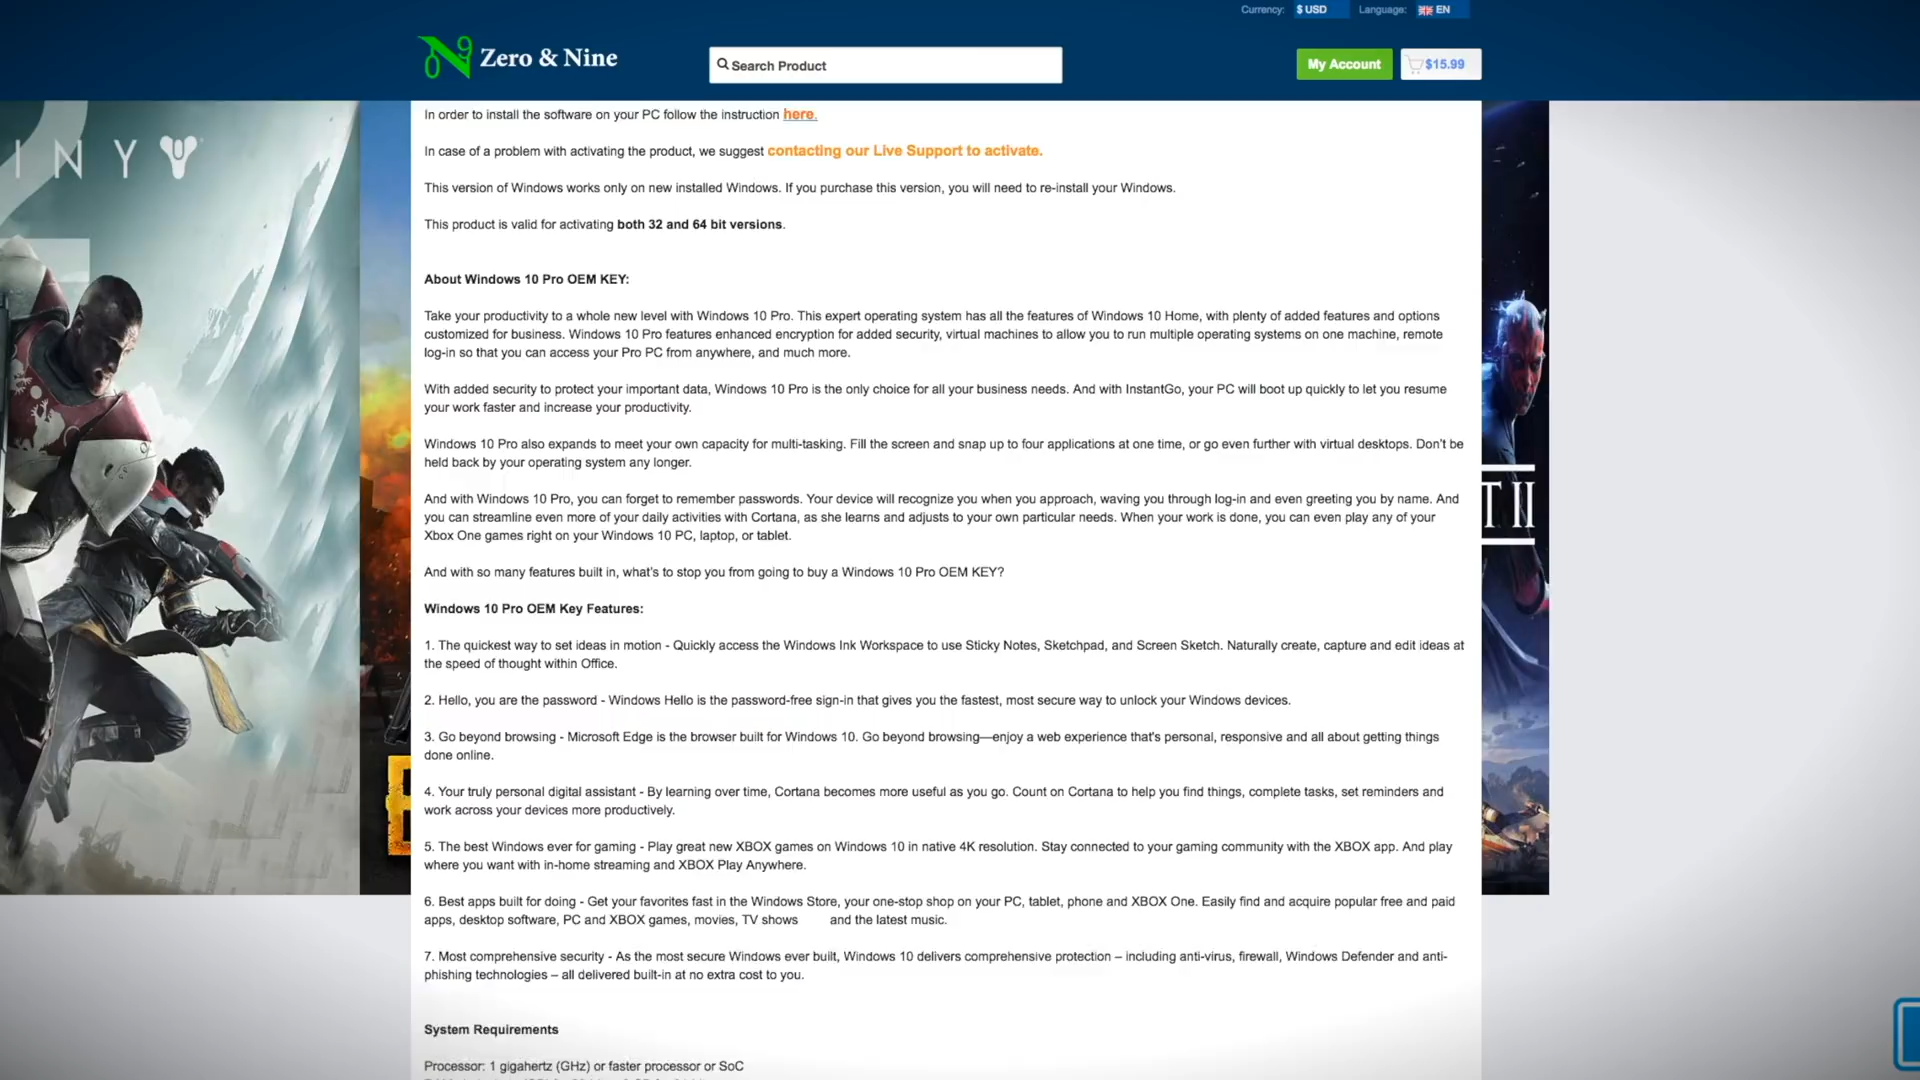 Currency: $ USD Language: EN
Zero & Nine
Search Product
My Account
$15.99
INY
2
In order to install the software on your PC follow the instruction here.
In case of a problem with activating the product, we suggest contacting our Live Support to activate.
This version of Windows works only on new installed Windows. If you purchase this version, you will need to re-install your Windows.
This product is valid for activating both 32 and 64 bit versions.
About Windows 10 Pro OEM KEY:
Take your productivity to a whole new level with Windows 10 Pro. This expert operating system has all the features of Windows 10 Home, with plenty of added features and options
customized for business. Windows 10 Pro features enhanced encryption for added security, virtual machines to allow you to run multiple operating systems on one machine, remote
log-in so that you can access your Pro PC from anywhere, and much more.
With added security to protect your important data, Windows 10 Pro is the only choice for all your business needs. And with InstantGo, your PC will boot up quickly to let you resume
your work faster and increase your productivity.
Windows 10 Pro also expands to meet your own capacity for multi-tasking. Fill the screen and snap up to four applications at one time, or go even further with virtual desktops. Don't be
held back by your operating system any longer.
And with Windows 10 Pro, you can forget to remember passwords. Your device will recognize you when you approach, waving you through log-in and even greeting you by name. And
you can streamline even more of your daily activities with Cortana, as she learns and adjusts to your own particular needs. When your work is done, you can even play any of your
Xbox One games right on your Windows 10 PC, laptop, or tablet.
T II
And with so many features built in, what's to stop you from going to buy a Windows 10 Pro OEM KEY?
Windows 10 Pro OEM Key Features:
1. The quickest way to set ideas in motion - Quickly access the Windows Ink Workspace to use Sticky Notes, Sketchpad, and Screen Sketch. Naturally create, capture and edit ideas at
the speed of thought within Office.
2. Hello, you are the password - Windows Hello is the password-free sign-in that gives you the fastest, most secure way to unlock your Windows devices.
3. Go beyond browsing - Microsoft Edge is the browser built for Windows 10. Go beyond browsing—enjoy a web experience that's personal, responsive and all about getting things
done online.
4. Your truly personal digital assistant - By learning over time, Cortana becomes more useful as you go. Count on Cortana to help you find things, complete tasks, set reminders and
work across your devices more productively.
5. The best Windows ever for gaming - Play great new XBOX games on Windows 10 in native 4K resolution. Stay connected to your gaming community with the XBOX app. And play
where you want with in-home streaming and XBOX Play Anywhere.
6. Best apps built for doing - Get your favorites fast in the Windows Store, your one-stop shop on your PC, tablet, phone and XBOX One. Easily find and acquire popular free and paid
apps, desktop software, PC and XBOX games, movies, TV shows and the latest music.
7. Most comprehensive security - As the most secure Windows ever built, Windows 10 delivers comprehensive protection – including anti-virus, firewall, Windows Defender and anti-
phishing technologies – all delivered built-in at no extra cost to you.
System Requirements
Processor: 1 gigahertz (GHz) or faster processor or SoC